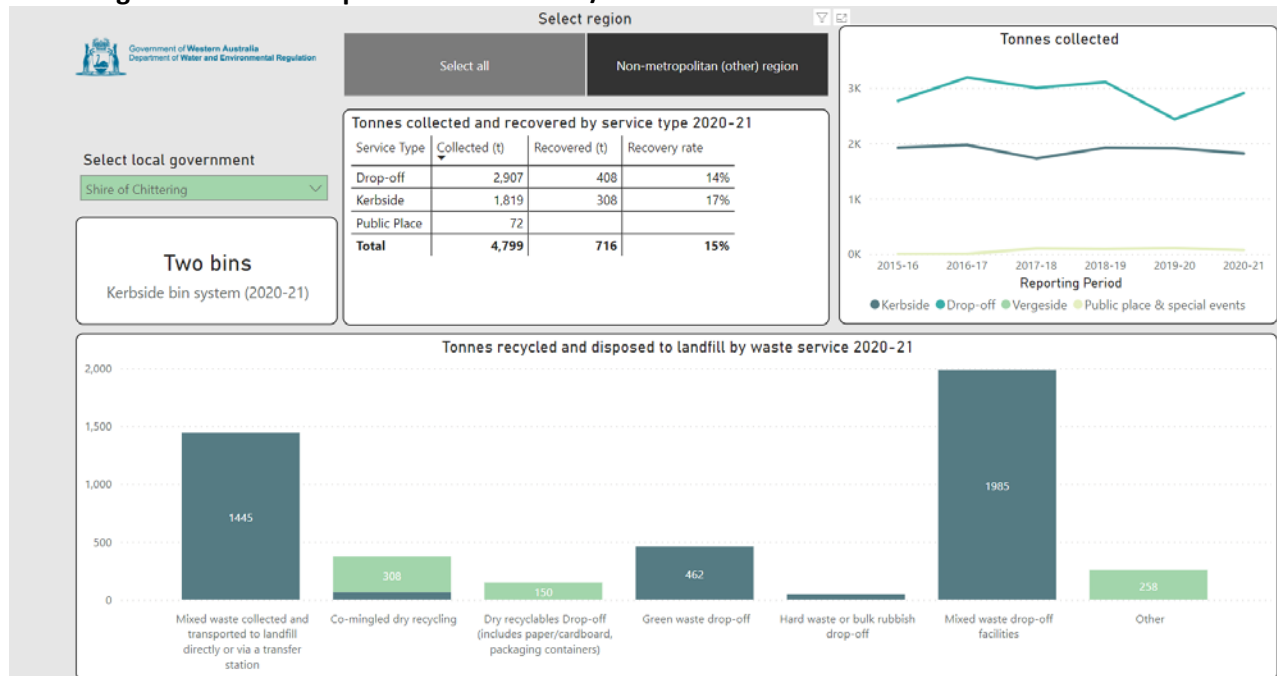 Select region
Government of Western Australia
Department of Water and Environmental Regulation
Select all
Non-metropolitan (other) region
Select local government
Shire of Chittering
Two bins
Kerbside bin system (2020-21)
Tonnes collected and recovered by service type 2020-21
Service Type Collected (t) Recovered (t) Recovery rate
Drop-off 2,907 408 14%
Kerbside 1,819 308 17%
Public Place 72
Total 4,799 716 15%
Tonnes collected
3K
2K
1K
0K
2015-16 2016-17 2017-18 2018-19 2019-20 2020-21
Reporting Period
Kerbside Drop-off Vergeside Public place & special events
Tonnes recycled and disposed to landfill by waste service 2020-21
2,000
1,500
1,000
500
0
1445
308
150
462
1985
258
Mixed waste collected and
transported to landfill
directly or via a transfer
station
Co-mingled dry recycling
Dry recyclables Drop-off
(includes paper/cardboard,
packaging containers)
Green waste drop-off
Hard waste or bulk rubbish
drop-off
Mixed waste drop-off
facilities
Other